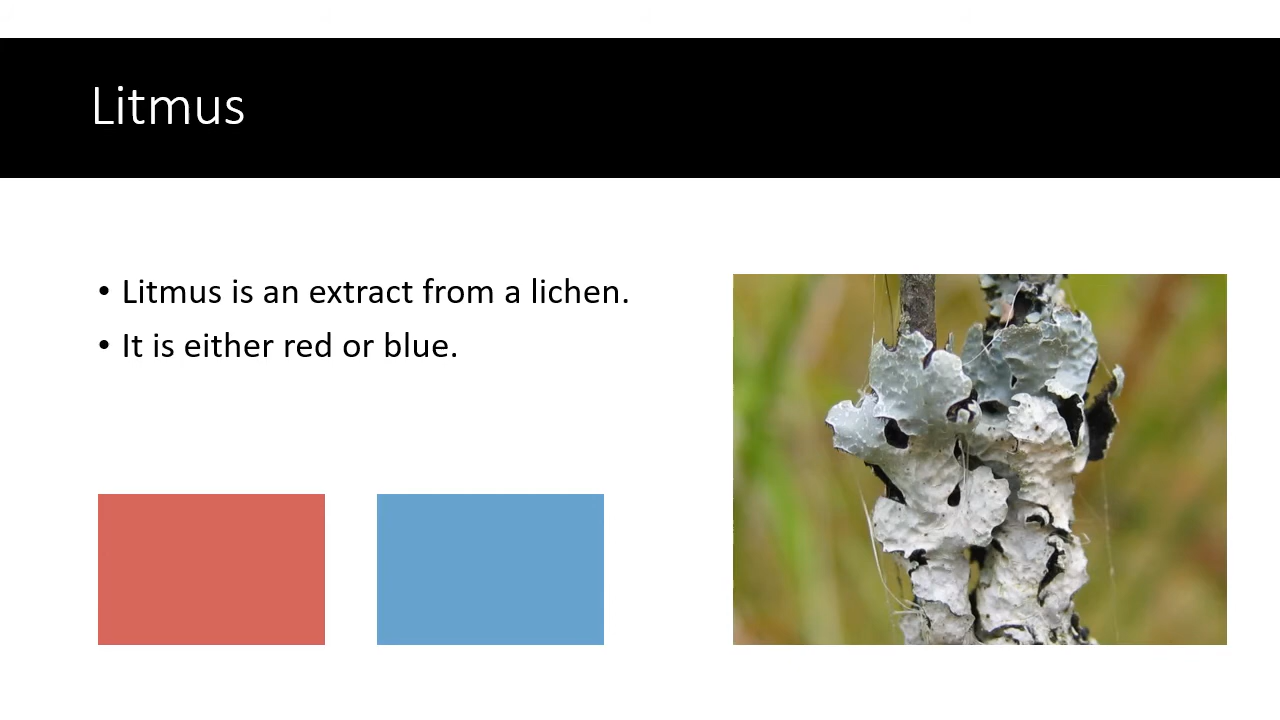 Litmus
• Litmus is an extract from a lichen.
• It is either red or blue.